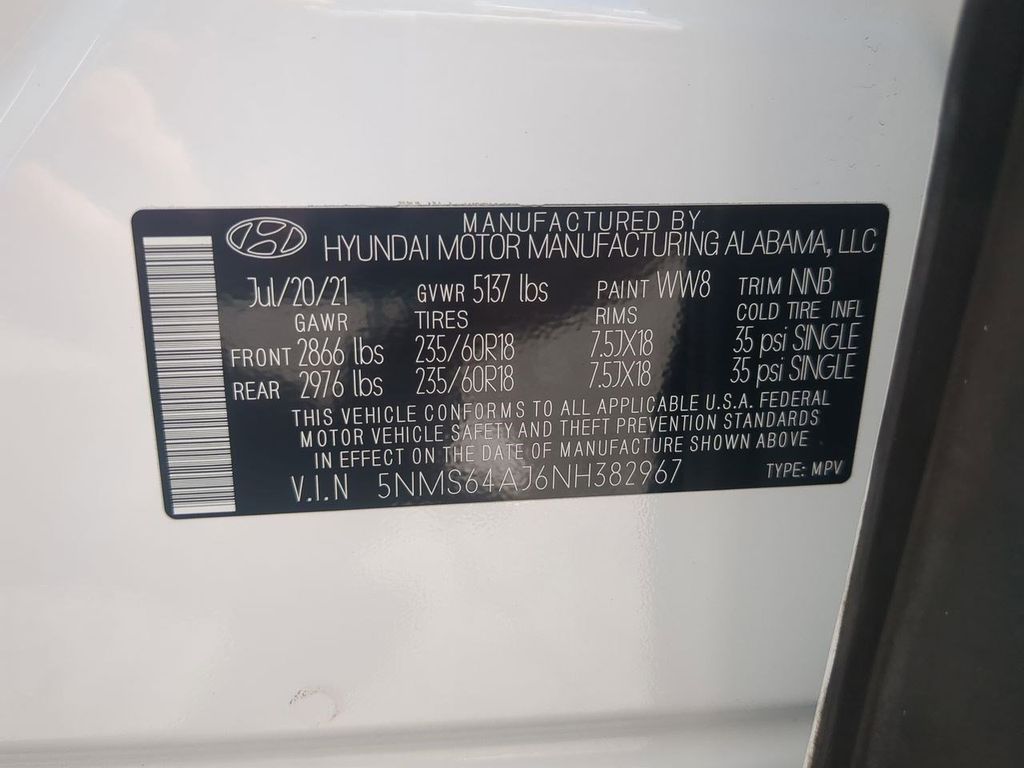 MANUFACTURED BY
HYUNDAI MOTOR MANUFACTURING ALABAMA, LLC
Jul/20/21 GVWR 5137 lbs PAINT WW8 TRIM NNB
GAWR TIRES RIMS COLD TIRE INFL
FRONT 2866 lbs 235/60R18 7.5JX18 35 psi SINGLE
REAR 2976 lbs 235/60R18 7.5JX18 35 psi SINGLE
THIS VEHICLE CONFORMS TO ALL APPLICABLE U.S.A. FEDERAL
MOTOR VEHICLE SAFETY AND THEFT PREVENTION STANDARDS
IN EFFECT ON THE DATE OF MANUFACTURE SHOWN ABOVE
V.I.N 5NMS64AJ6NH382967 TYPE: MPV